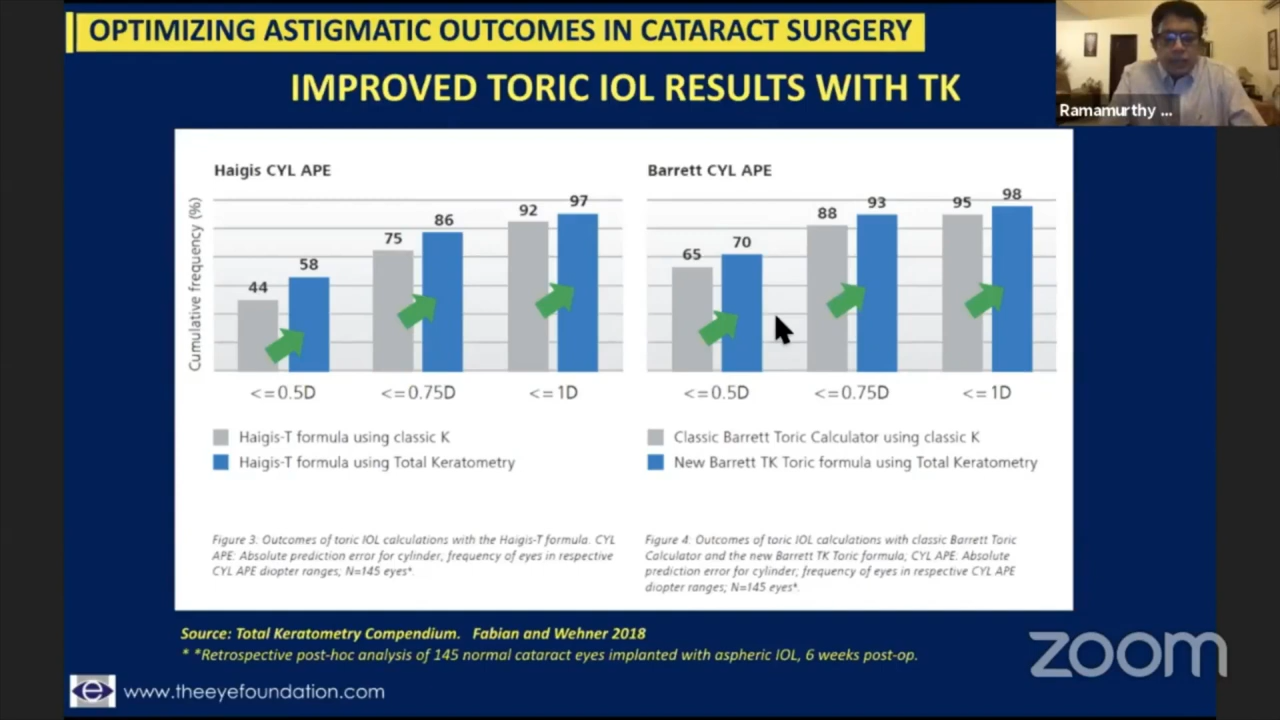 OPTIMIZING ASTIGMATIC OUTCOMES IN CATARACT SURGERY
IMPROVED TORIC IOL RESULTS WITH TK
Ramamurthy ...
Haigis CYL APE
Cumulative frequency (%)
44
58
75
86
92
97
<=0.5D
<=0.75D
<=1D
Haigis-T formula using classic K
Haigis-T formula using Total Keratometry
Figure 3: Outcomes of toric IOL calculations with the Haigis-T formula. CYL
APE: Absolute prediction error for cylinder, frequency of eyes in respective
CYL APE diopter ranges; N=145 eyes*.
Barrett CYL APE
65
70
88
93
95
98
<=0.5D
<=0.75D
<=1D
Classic Barrett Toric Calculator using classic K
New Barrett TK Toric formula using Total Keratometry
Figure 4: Outcomes of toric IOL calculations with classic Barrett Toric
Calculator and the new Barrett TK Toric formula; CYL APE. Absolute
prediction error for cylinder; frequency of eyes in respective CYL APE
diopter ranges; N=145 eyes*.
Source: Total Keratometry Compendium. Fabian and Wehner 2018
* *Retrospective post-hoc analysis of 145 normal cataract eyes implanted with aspheric IOL, 6 weeks post-op.
zoom
www.theeyefoundation.com